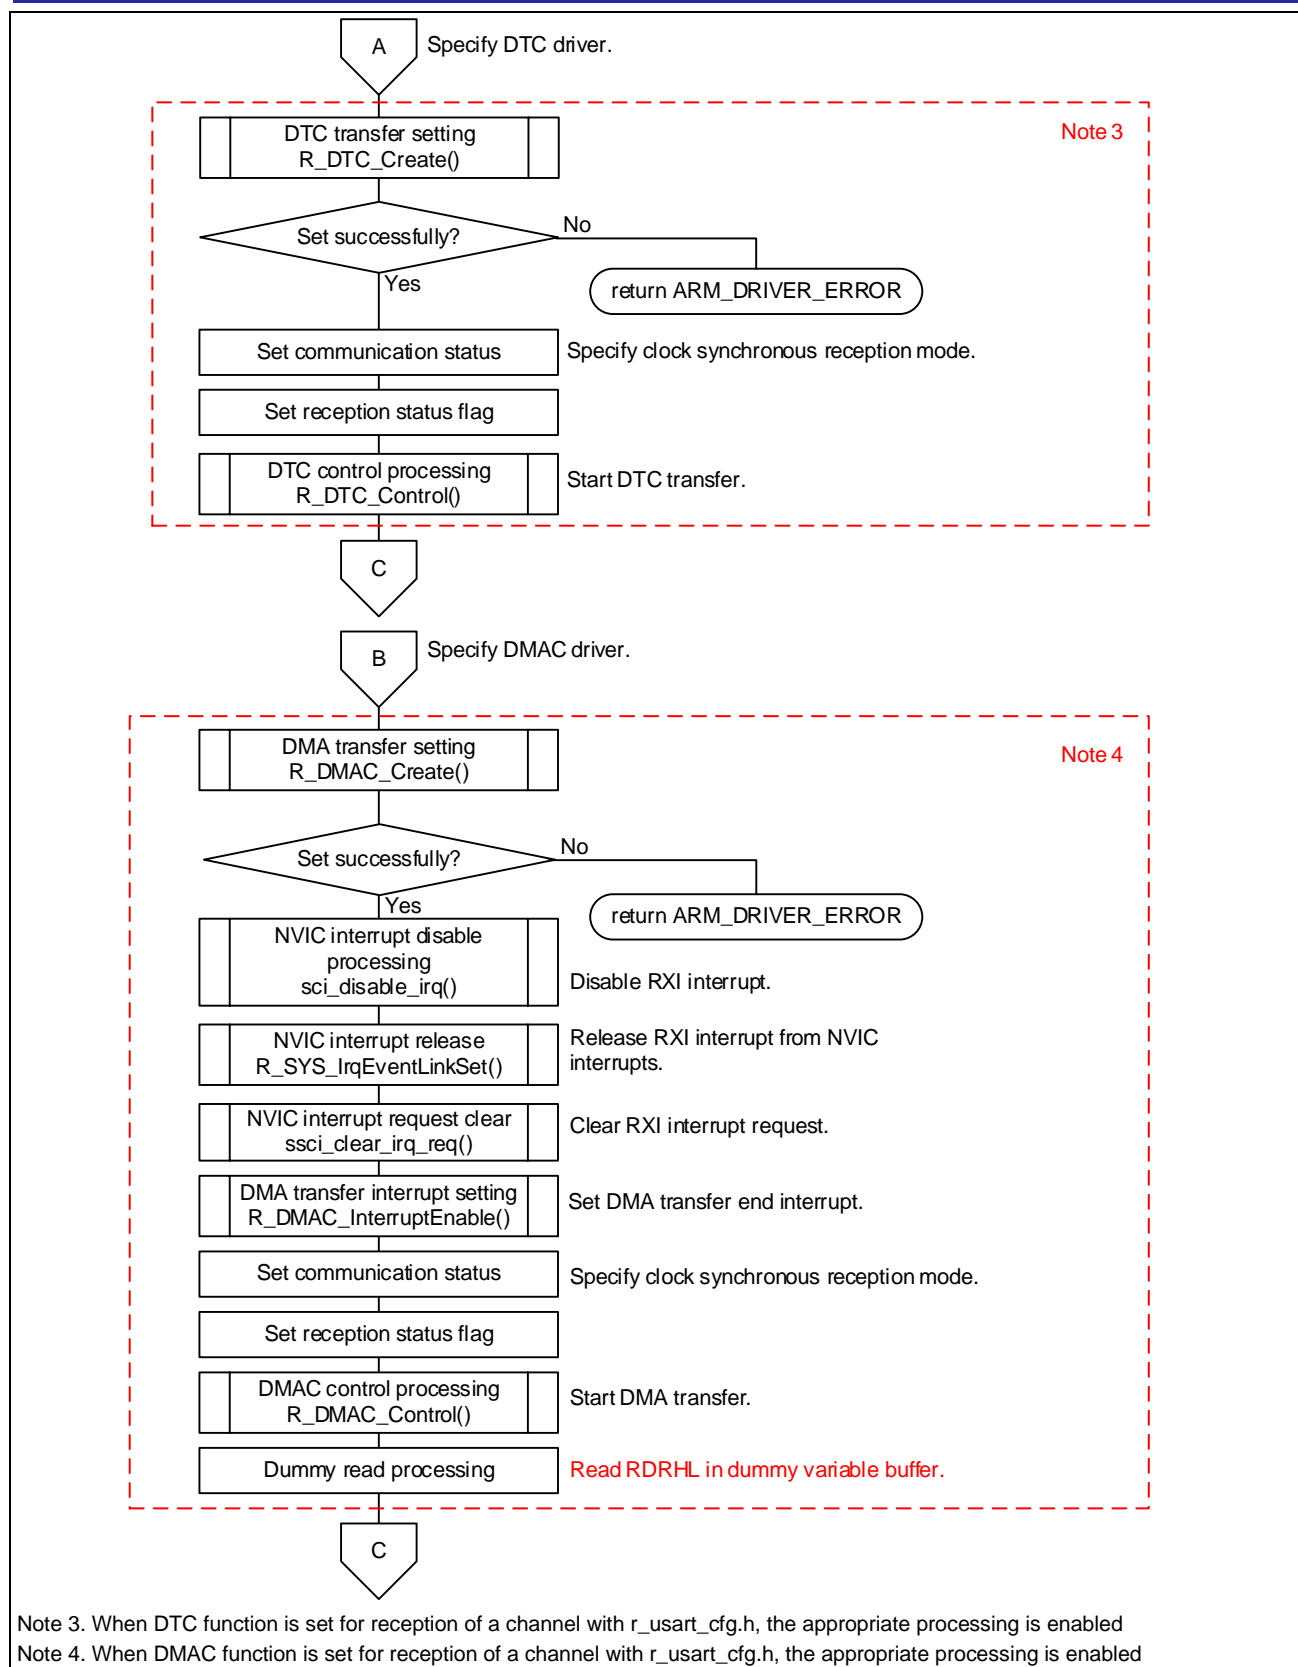 A
Specify DTC driver.
DTC transfer setting
R_DTC_Create()
Note 3
Set successfully?
No
Yes
return ARM_DRIVER_ERROR
Set communication status
Specify clock synchronous reception mode.
Set reception status flag
DTC control processing
R_DTC_Control()
Start DTC transfer.
C
B
Specify DMAC driver.
DMA transfer setting
R_DMAC_Create()
Note 4
Set successfully?
No
Yes
return ARM_DRIVER_ERROR
NVIC interrupt disable
processing
sci_disable_irq()
Disable RXI interrupt.
NVIC interrupt release
R_SYS_IrqEventLinkSet()
Release RXI interrupt from NVIC
interrupts.
NVIC interrupt request clear
ssci_clear_irq_req()
Clear RXI interrupt request.
DMA transfer interrupt setting
R_DMAC_InterruptEnable()
Set DMA transfer end interrupt.
Set communication status
Specify clock synchronous reception mode.
Set reception status flag
DMAC control processing
R_DMAC_Control()
Start DMA transfer.
Dummy read processing
Read RDRHL in dummy variable buffer.
C
Note 3. When DTC function is set for reception of a channel with r_usart_cfg.h, the appropriate processing is enabled
Note 4. When DMAC function is set for reception of a channel with r_usart_cfg.h, the appropriate processing is enabled